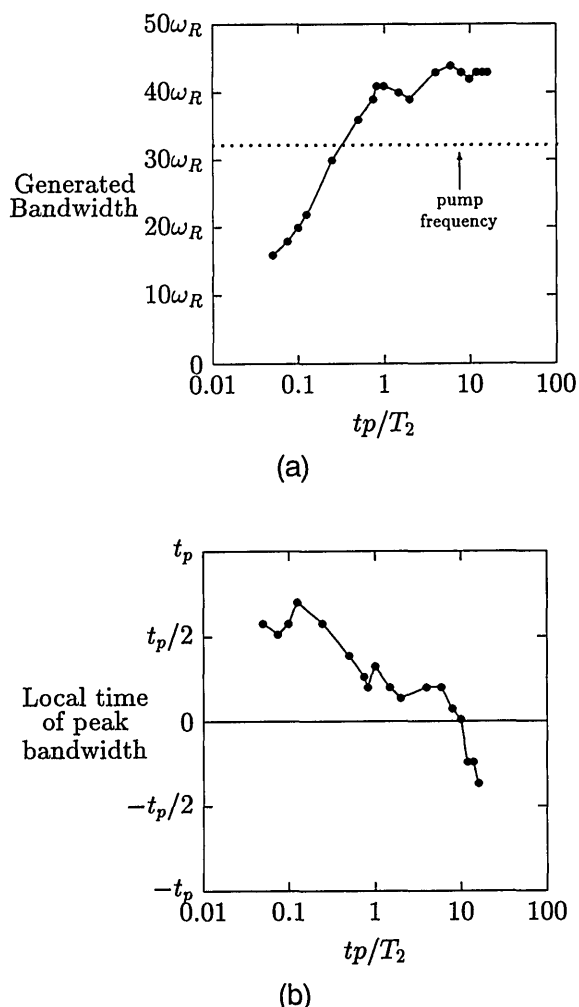 50ω_R
40ω_R
30ω_R
20ω_R
10ω_R
0
Generated
Bandwidth
pump
frequency
0.01 0.1 1 10 100
tp/T₂
(a)
t_p
t_p/2
0
−t_p/2
−t_p
Local time
of peak
bandwidth
0.01 0.1 1 10 100
tp/T₂
(b)